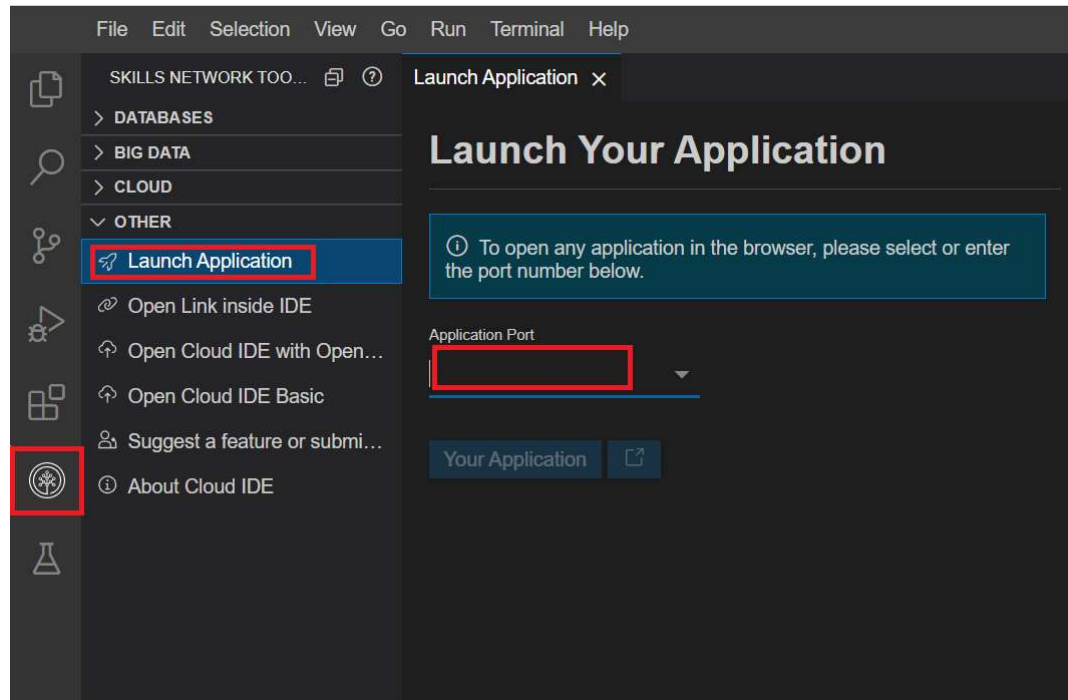 File Edit Selection View Go Run Terminal Help
SKILLS NETWORK TOO...
Launch Application
DATABASES
BIG DATA
CLOUD
OTHER
Launch Application
Open Link inside IDE
Open Cloud IDE with Open...
Open Cloud IDE Basic
Suggest a feature or submi...
About Cloud IDE
Launch Your Application
To open any application in the browser, please select or enter
the port number below.
Application Port
Your Application